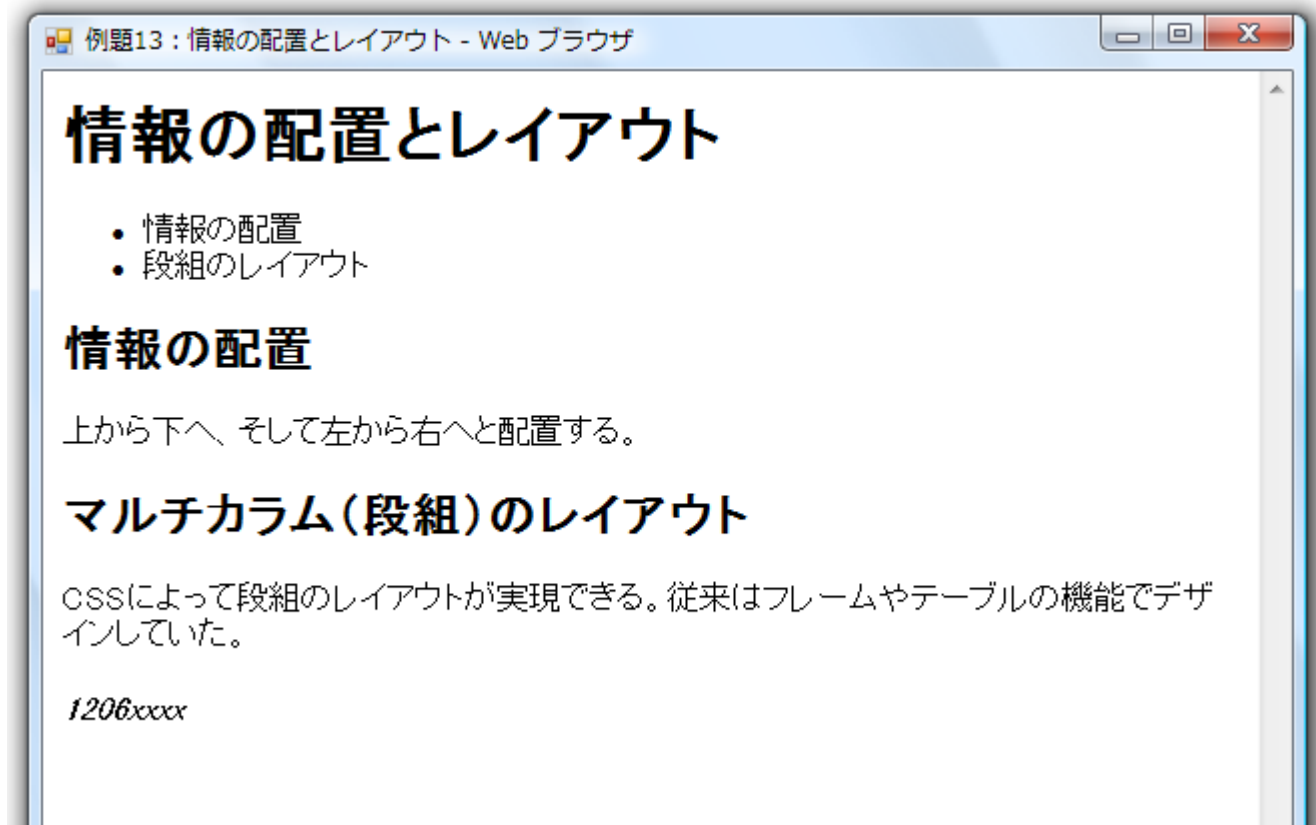 例題13：情報の配置とレイアウト - Web ブラウザ
情報の配置とレイアウト
• 情報の配置
• 段組のレイアウト
情報の配置
上から下へ、そして左から右へと配置する。
マルチカラム（段組）のレイアウト
CSSによって段組のレイアウトが実現できる。従来はフレームやテーブルの機能でデザ
インしていた。
1206xxxx